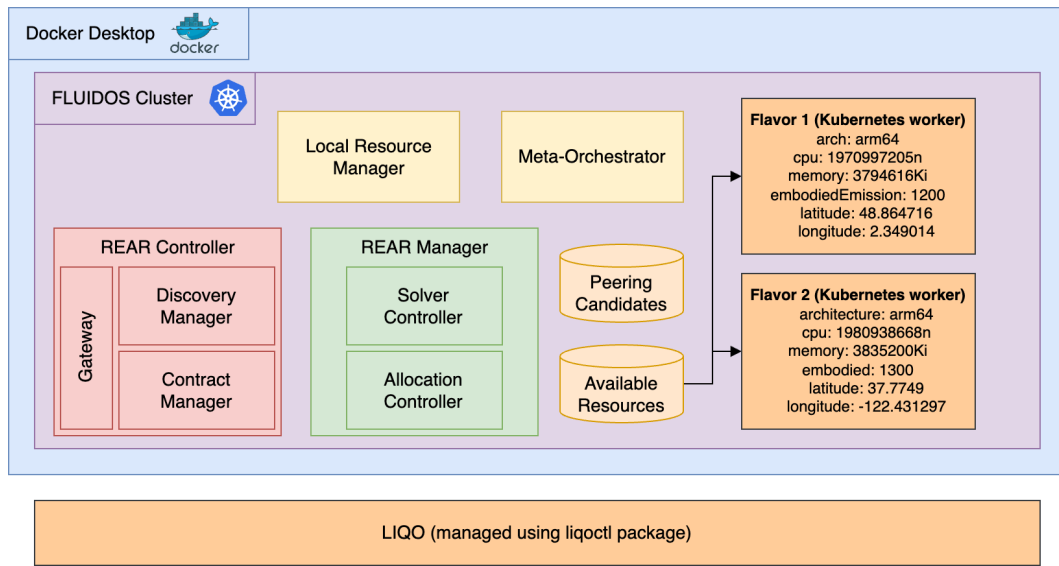 Docker Desktop
docker
FLUIDOS Cluster
Local Resource
Manager
Meta-Orchestrator
Flavor 1 (Kubernetes worker)
arch: arm64
cpu: 1970997205n
memory: 3794616Ki
embodiedEmission: 1200
latitude: 48.864716
longitude: 2.349014
REAR Controller
Gateway
Discovery
Manager
Contract
Manager
REAR Manager
Solver
Controller
Allocation
Controller
Peering
Candidates
Available
Resources
Flavor 2 (Kubernetes worker)
architecture: arm64
cpu: 1980938668n
memory: 3835200Ki
embodied: 1300
latitude: 37.7749
longitude: -122.431297
LIQO (managed using liqoctl package)